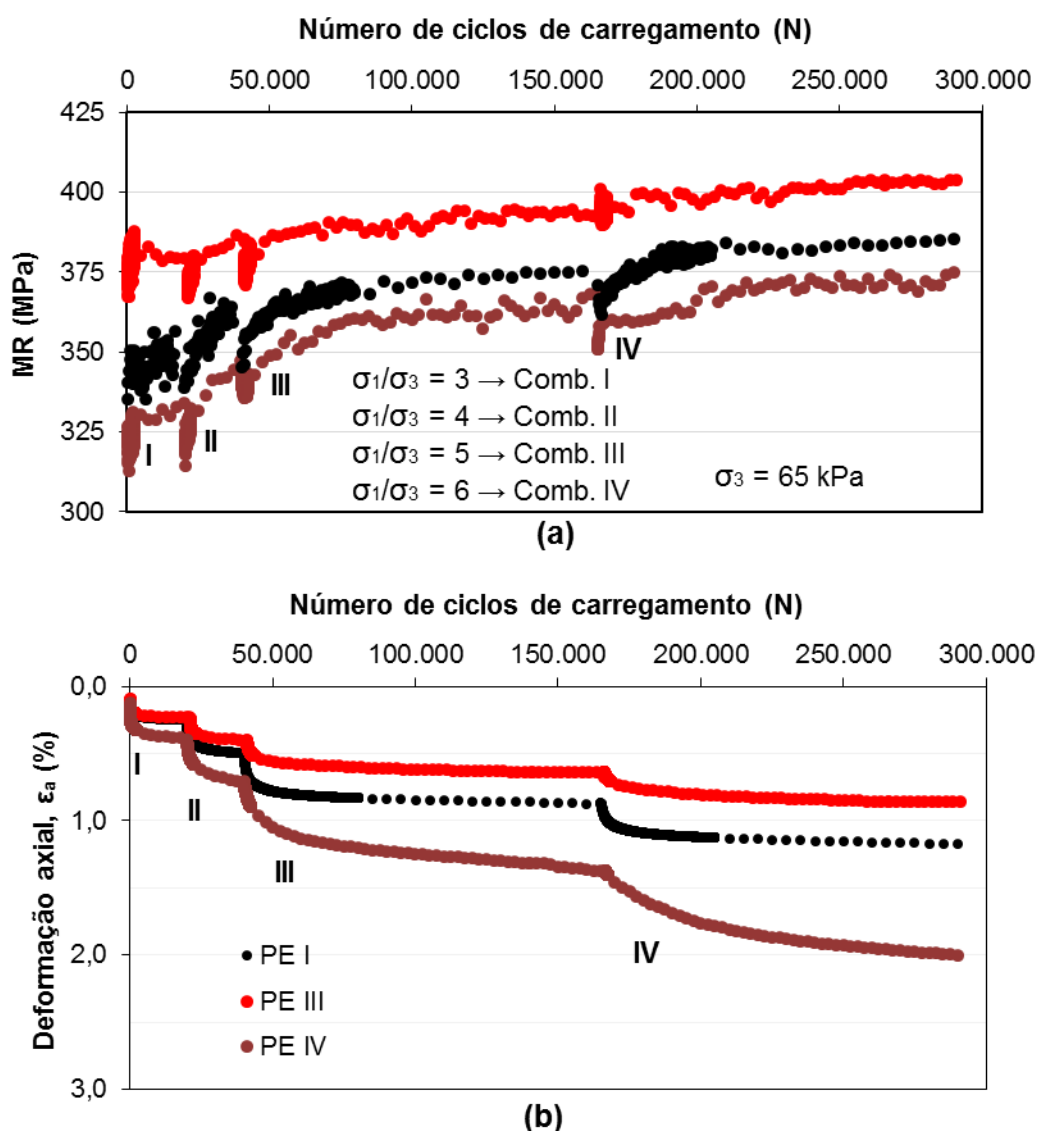 Número de ciclos de carregamento (N)
0 50.000 100.000 150.000 200.000 250.000 300.000
425
400
375
350
325
300
MR (MPa)
I
II
III
IV
σ1/σ3 = 3 → Comb. I
σ1/σ3 = 4 → Comb. II
σ1/σ3 = 5 → Comb. III
σ1/σ3 = 6 → Comb. IV
σ3 = 65 kPa
(a)
Número de ciclos de carregamento (N)
0 50.000 100.000 150.000 200.000 250.000 300.000
0,0
1,0
2,0
3,0
Deformação axial, εa (%)
I
II
III
IV
PE I
PE III
PE IV
(b)